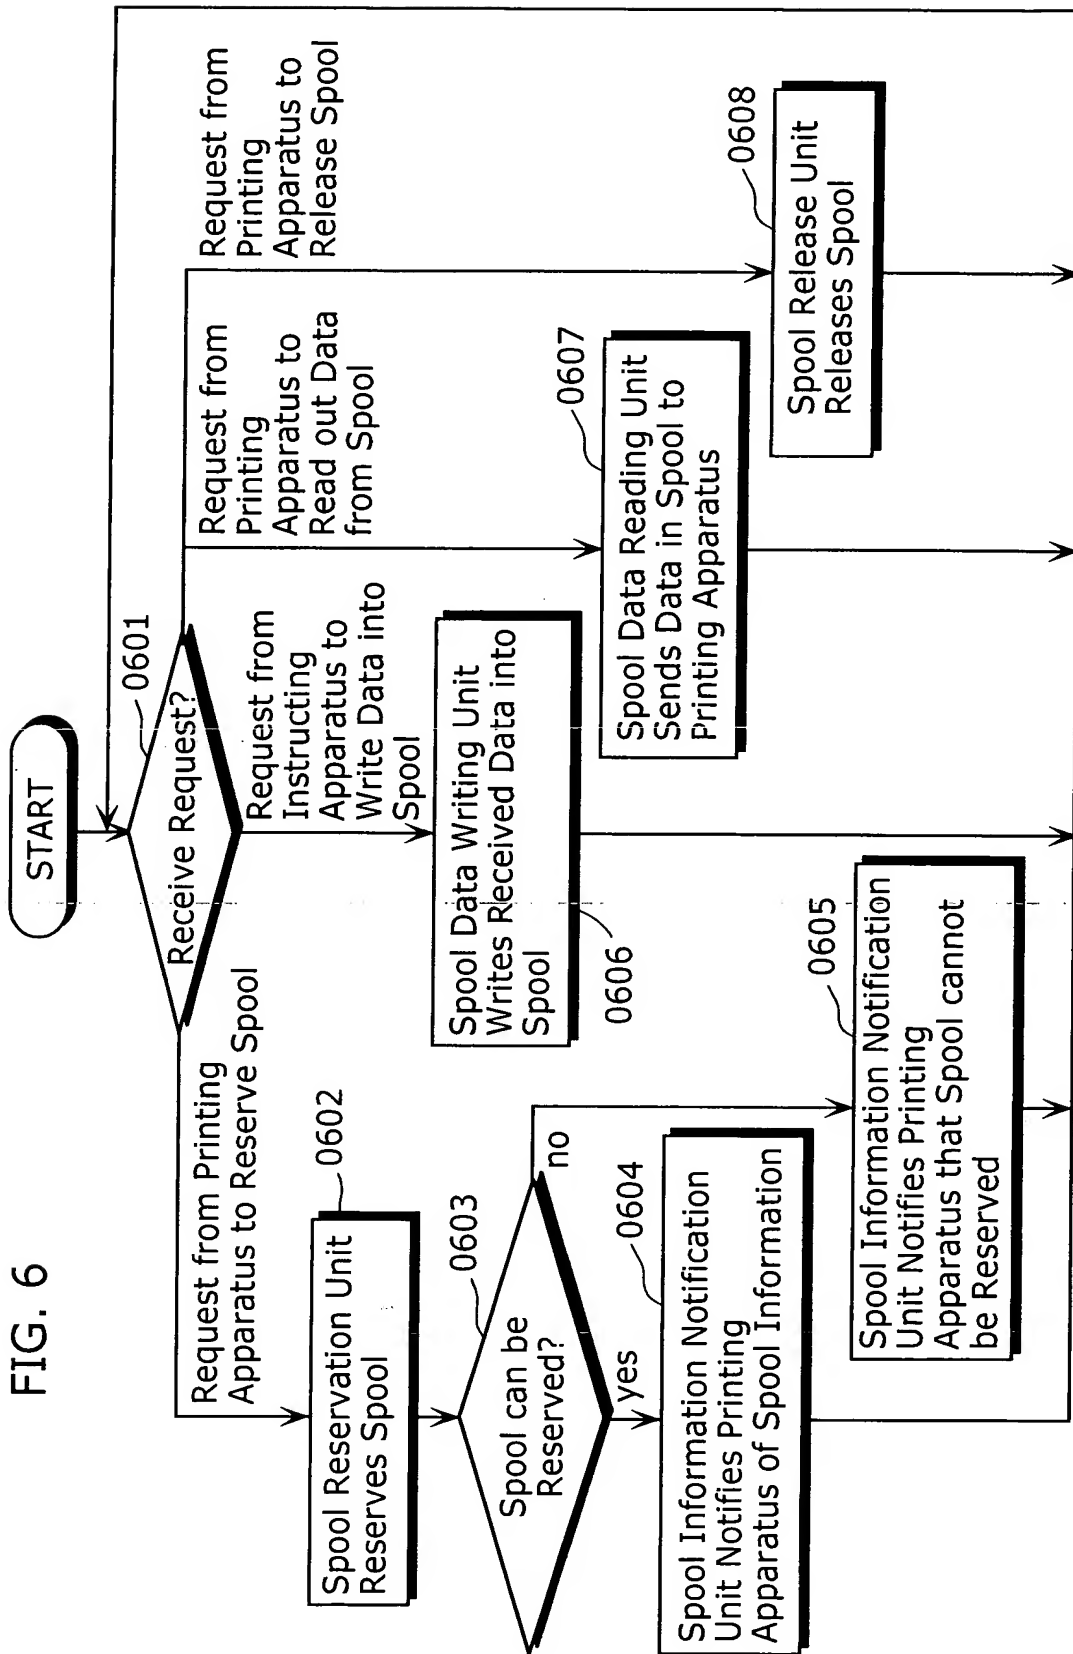 FIG. 6
START
Receive Request?
0601
Request from Printing
Apparatus to Reserve Spool
Request from
Instructing
Apparatus to
Write Data into
Spool
Request from
Printing
Apparatus to
Read out Data
from Spool
Request from
Printing
Apparatus to
Release Spool
Spool Reservation Unit
Reserves Spool
0602
Spool can be
Reserved?
0603
yes
no
Spool Information Notification
Unit Notifies Printing
Apparatus of Spool Information
0604
Spool Information Notification
Unit Notifies Printing
Apparatus that Spool cannot
be Reserved
0605
Spool Data Writing Unit
Writes Received Data into
Spool
0606
Spool Data Reading Unit
Sends Data in Spool to
Printing Apparatus
0607
Spool Release Unit
Releases Spool
0608